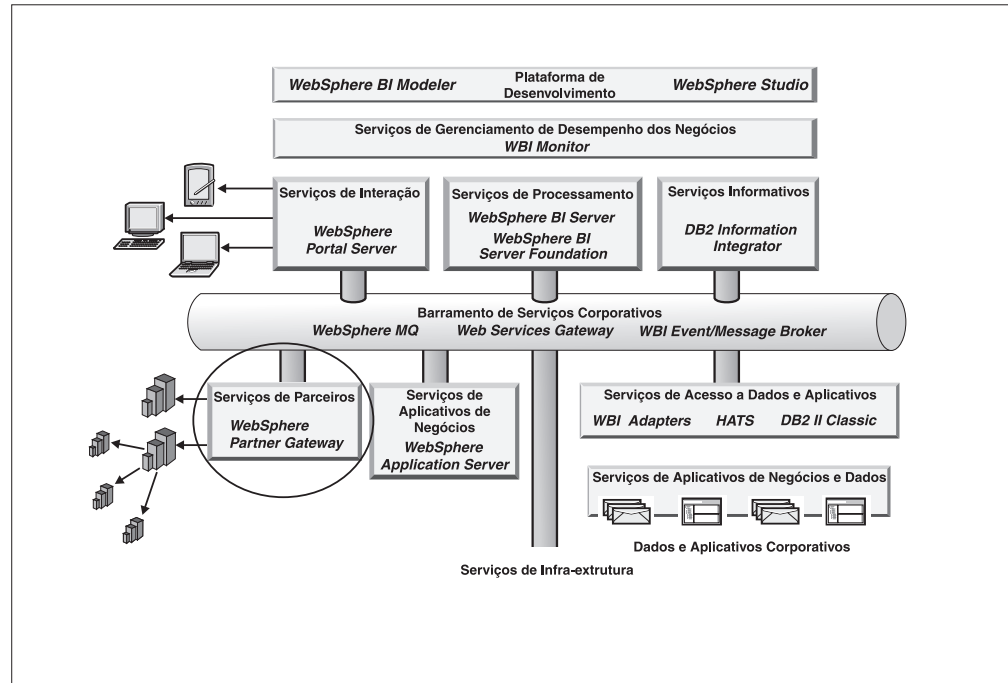 WebSphere BI Modeler
Plataforma de
Desenvolvimento
WebSphere Studio
Serviços de Gerenciamento de Desempenho dos Negócios
WBI Monitor
Serviços de Interação
WebSphere
Portal Server
Serviços de Processamento
WebSphere BI Server
WebSphere BI
Server Foundation
Serviços Informativos
DB2 Information
Integrator
Barramento de Serviços Corporativos
WebSphere MQ
Web Services Gateway
WBI Event/Message Broker
Serviços de Parceiros
WebSphere
Partner Gateway
Serviços de
Aplicativos de
Negócios
WebSphere
Application Server
Serviços de Acesso a Dados e Aplicativos
WBI Adapters
HATS
DB2 II Classic
Serviços de Aplicativos de Negócios e Dados
Dados e Aplicativos Corporativos
Serviços de Infra-extrutura